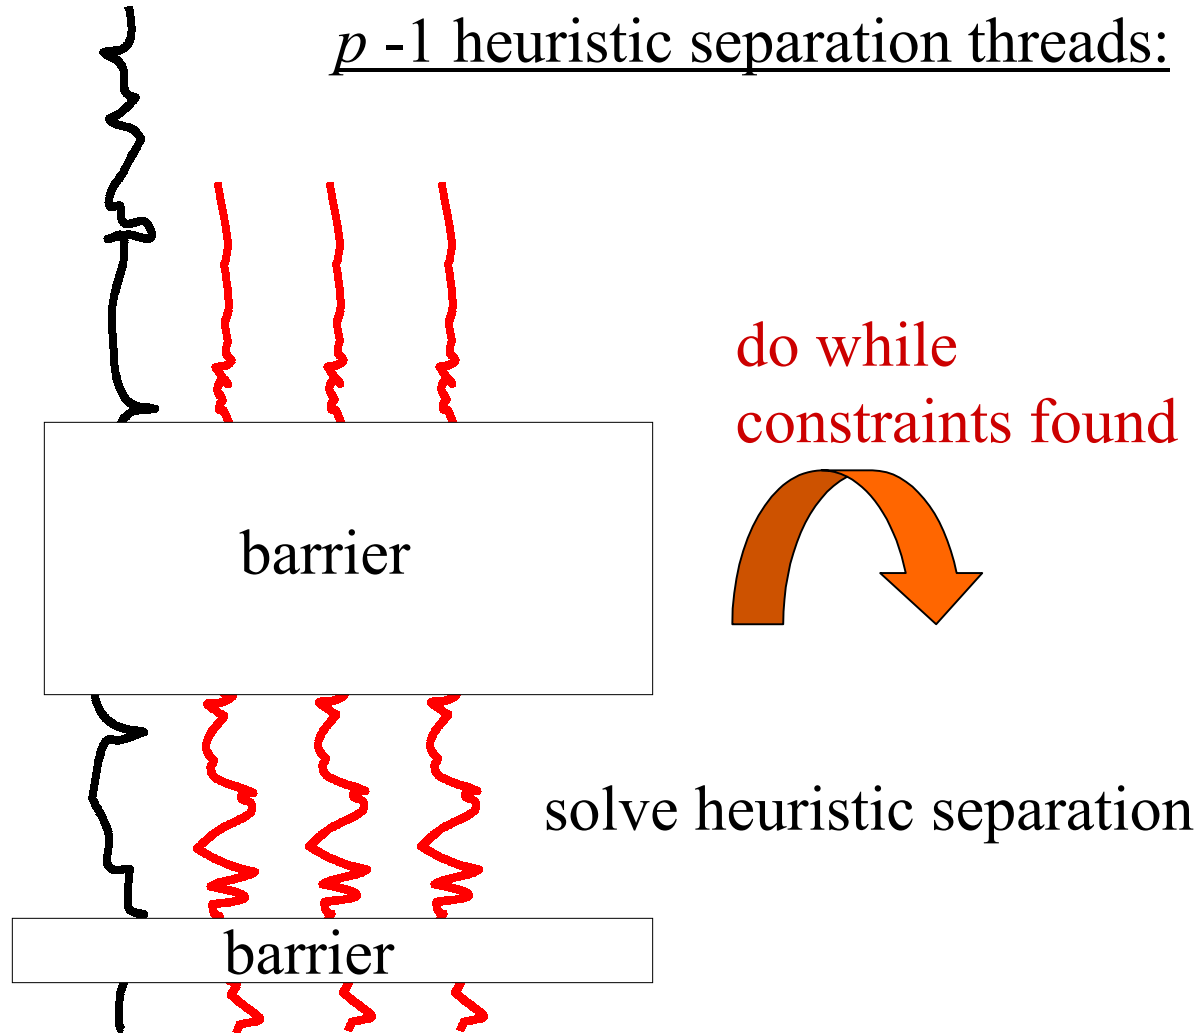 p -1 heuristic separation threads:
do while
constraints found
barrier
solve heuristic separation
barrier